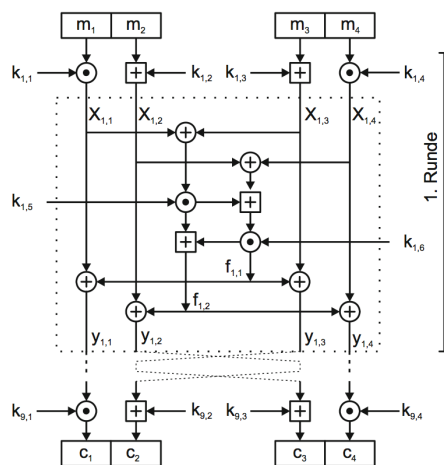 m1 m2 m3 m4
k1,1 k1,2 k1,3 k1,4
X1,1 X1,2 X1,3 X1,4
1. Runde
k1,5
k1,6
f1,1
f1,2
y1,1 y1,2 y1,3 y1,4
k9,1 k9,2 k9,3 k9,4
c1 c2 c3 c4